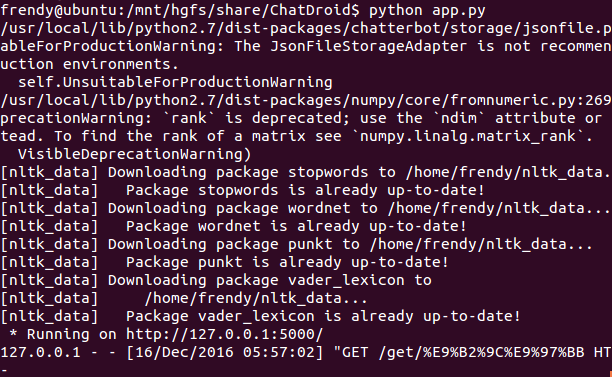 frendy@ubuntu:/mnt/hgfs/share/ChatDroid$ python app.py
/usr/local/lib/python2.7/dist-packages/chatterbot/storage/jsonfile.p
ableForProductionWarning: The JsonFileStorageAdapter is not recommen
uction environments.
  self.UnsuitableForProductionWarning
/usr/local/lib/python2.7/dist-packages/numpy/core/fromnumeric.py:269
precationWarning: `rank` is deprecated; use the `ndim` attribute or
tead. To find the rank of a matrix see `numpy.linalg.matrix_rank`.
  VisibleDeprecationWarning)
[nltk_data] Downloading package stopwords to /home/frendy/nltk_data.
[nltk_data]   Package stopwords is already up-to-date!
[nltk_data] Downloading package wordnet to /home/frendy/nltk_data...
[nltk_data]   Package wordnet is already up-to-date!
[nltk_data] Downloading package punkt to /home/frendy/nltk_data...
[nltk_data]   Package punkt is already up-to-date!
[nltk_data] Downloading package vader_lexicon to
[nltk_data]     /home/frendy/nltk_data...
[nltk_data]   Package vader_lexicon is already up-to-date!
 * Running on http://127.0.0.1:5000/
127.0.0.1 - - [16/Dec/2016 05:57:02] "GET /get/%E9%B2%9C%E9%97%BB HT
-